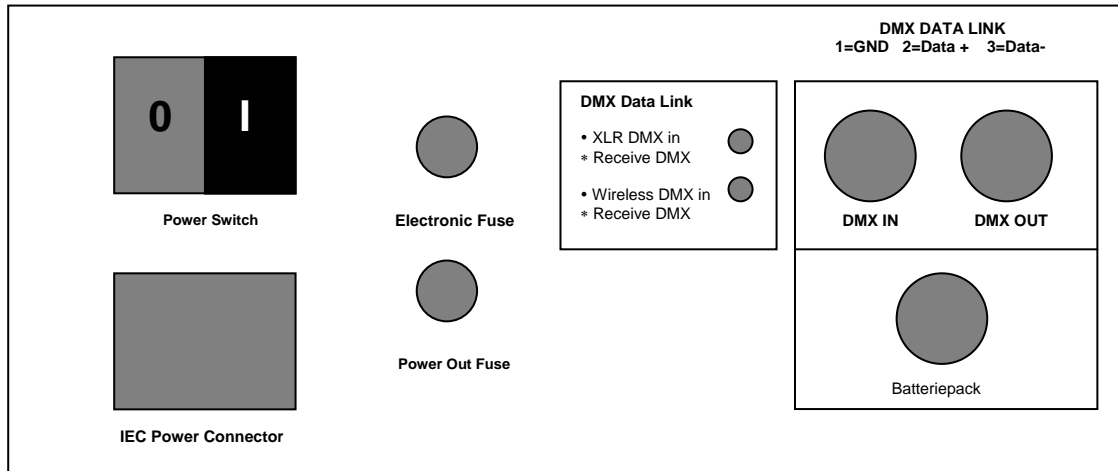 DMX DATA LINK
1=GND 2=Data + 3=Data-
0 I
Power Switch
IEC Power Connector
Electronic Fuse
Power Out Fuse
DMX Data Link
• XLR DMX in
* Receive DMX
• Wireless DMX in
* Receive DMX
DMX IN DMX OUT
Batteriepack